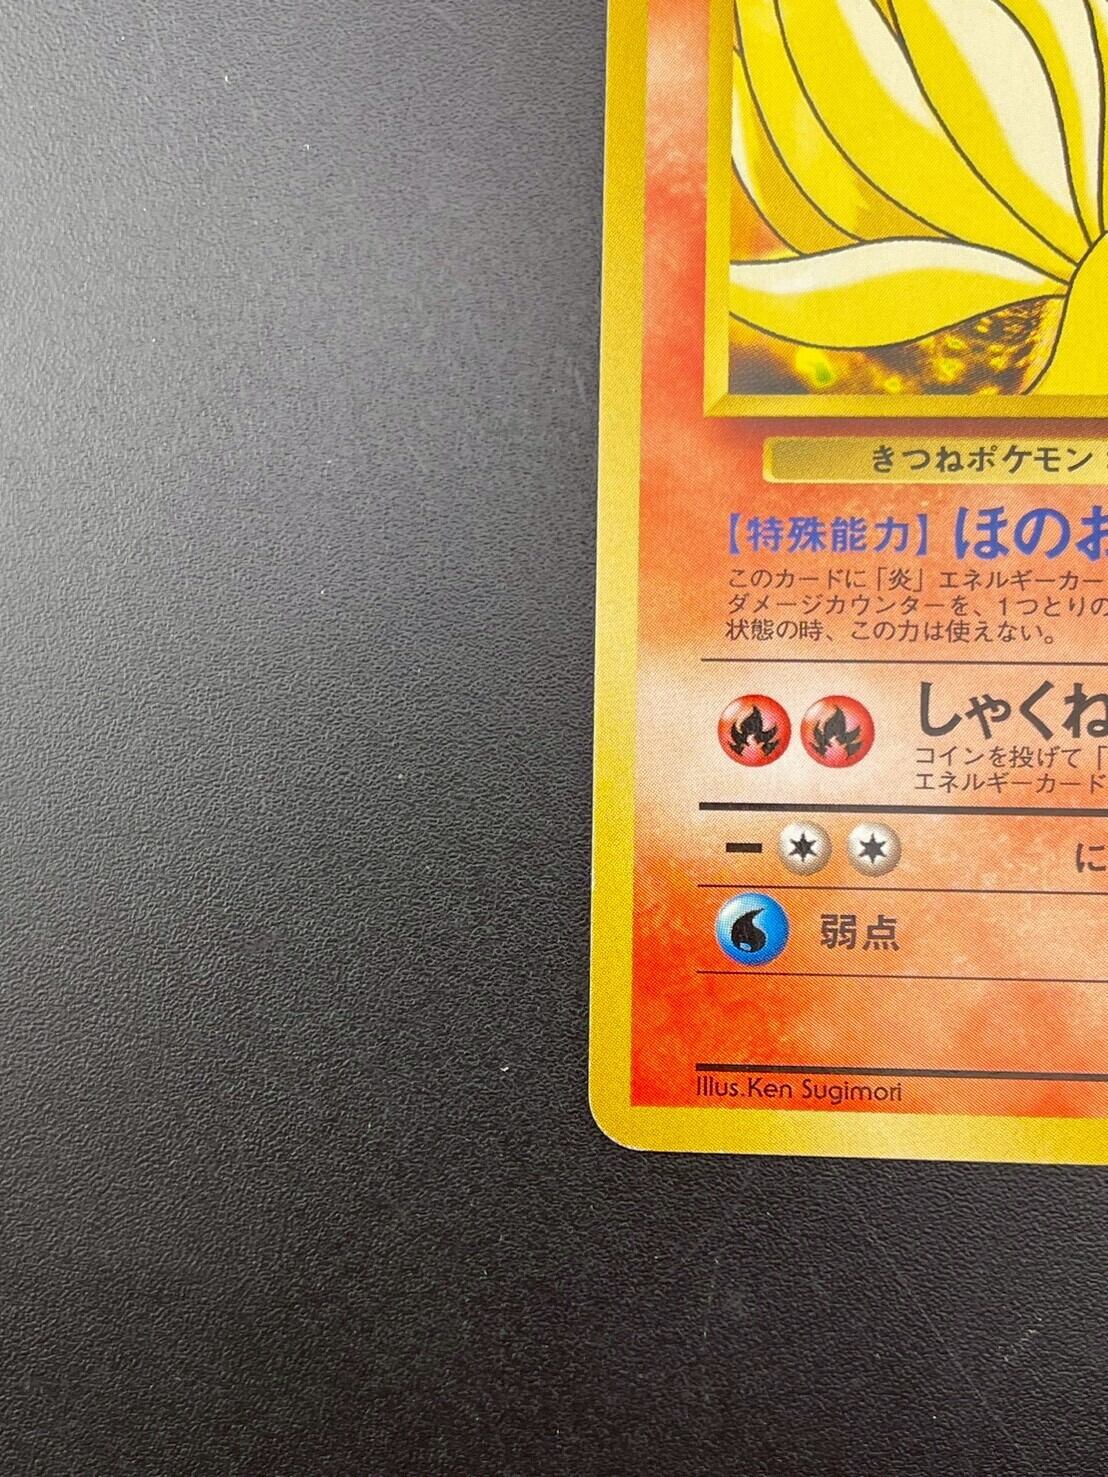 きつねポケモン
【特殊能力】ほのお
このカードに「炎」エネルギーカー
ダメージカウンターを、1つとりの
状態の時、この力は使えない。
しゃくね
コインを投げて「
エネルギーカード
ー
に
弱点
Illus.Ken Sugimori